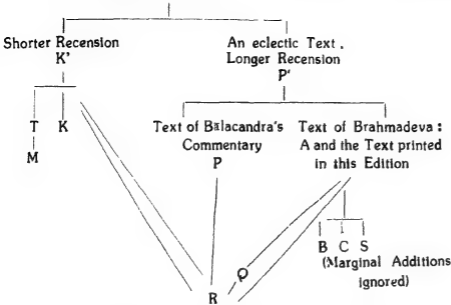 Shorter Recension
K'
An eclectic Text.
Longer Recension
P'
T K
M
Text of Bālacandra's
Commentary
P
Text of Brahmadeva:
A and the Text printed
in this Edition
B C S
(Marginal Additions
ignored)
Q
R